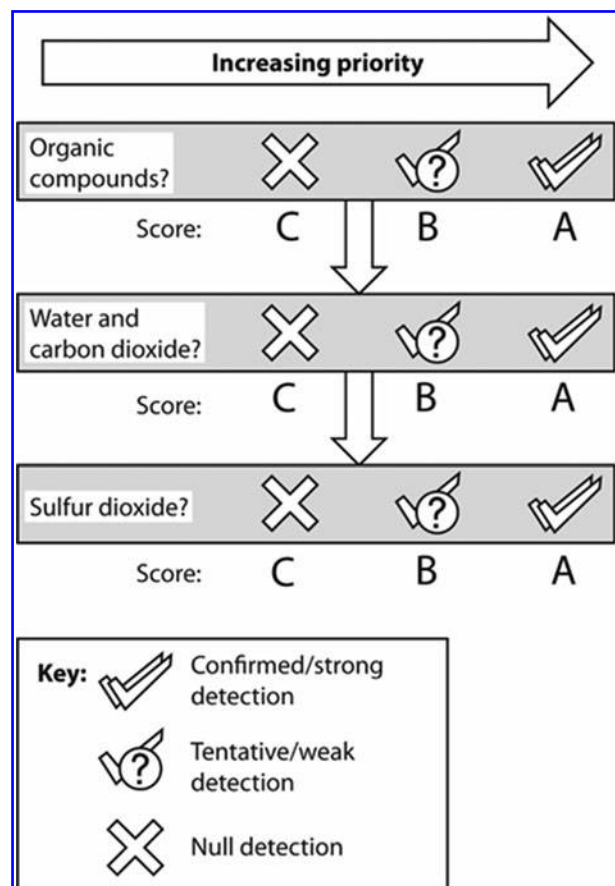 Increasing priority
Organic
compounds?
?
Score:
C
B
A
Water and
carbon dioxide?
?
Score:
C
B
A
Sulfur dioxide?
?
Score:
C
B
A
Key:
Confirmed/strong
detection
?
Tentative/weak
detection
Null detection